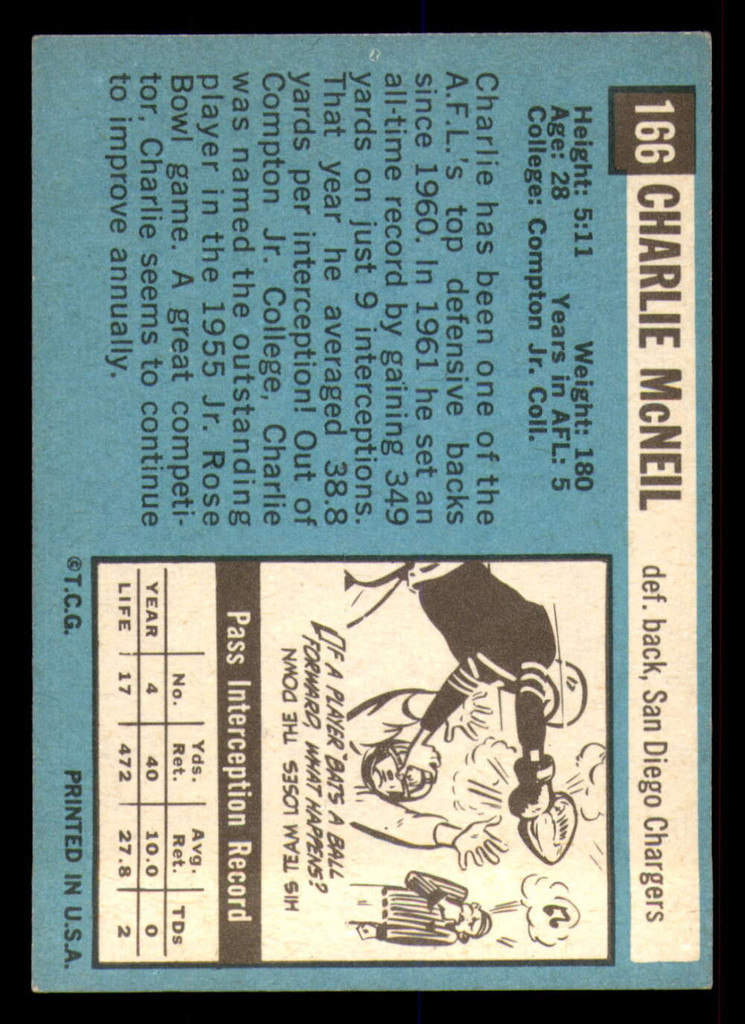 166 CHARLIE McNEIL def. back, San Diego Chargers
Height: 5:11 Weight: 180
Age: 28 Years in AFL: 5
College: Compton Jr. Coll.
Charlie has been one of the
A.F.L.'s top defensive backs
since 1960. In 1961 he set an
all-time record by gaining 349
yards on just 9 interceptions.
That year he averaged 38.8
yards per interception! Out of
Compton Jr. College, Charlie
was named the outstanding
player in the 1955 Jr. Rose
Bowl game. A great competi-
tor, Charlie seems to continue
to improve annually.
IF A PLAYER "BATS A BALL
FORWARD, WHAT HAPPENS?
HIS TEAM LOSES THE DOWN
Pass Interception Record
No. Yds. Ret. Avg. Ret. TDs
YEAR 4 40 10.0 0
LIFE 17 472 27.8 2
©T.C.G. PRINTED IN U.S.A.